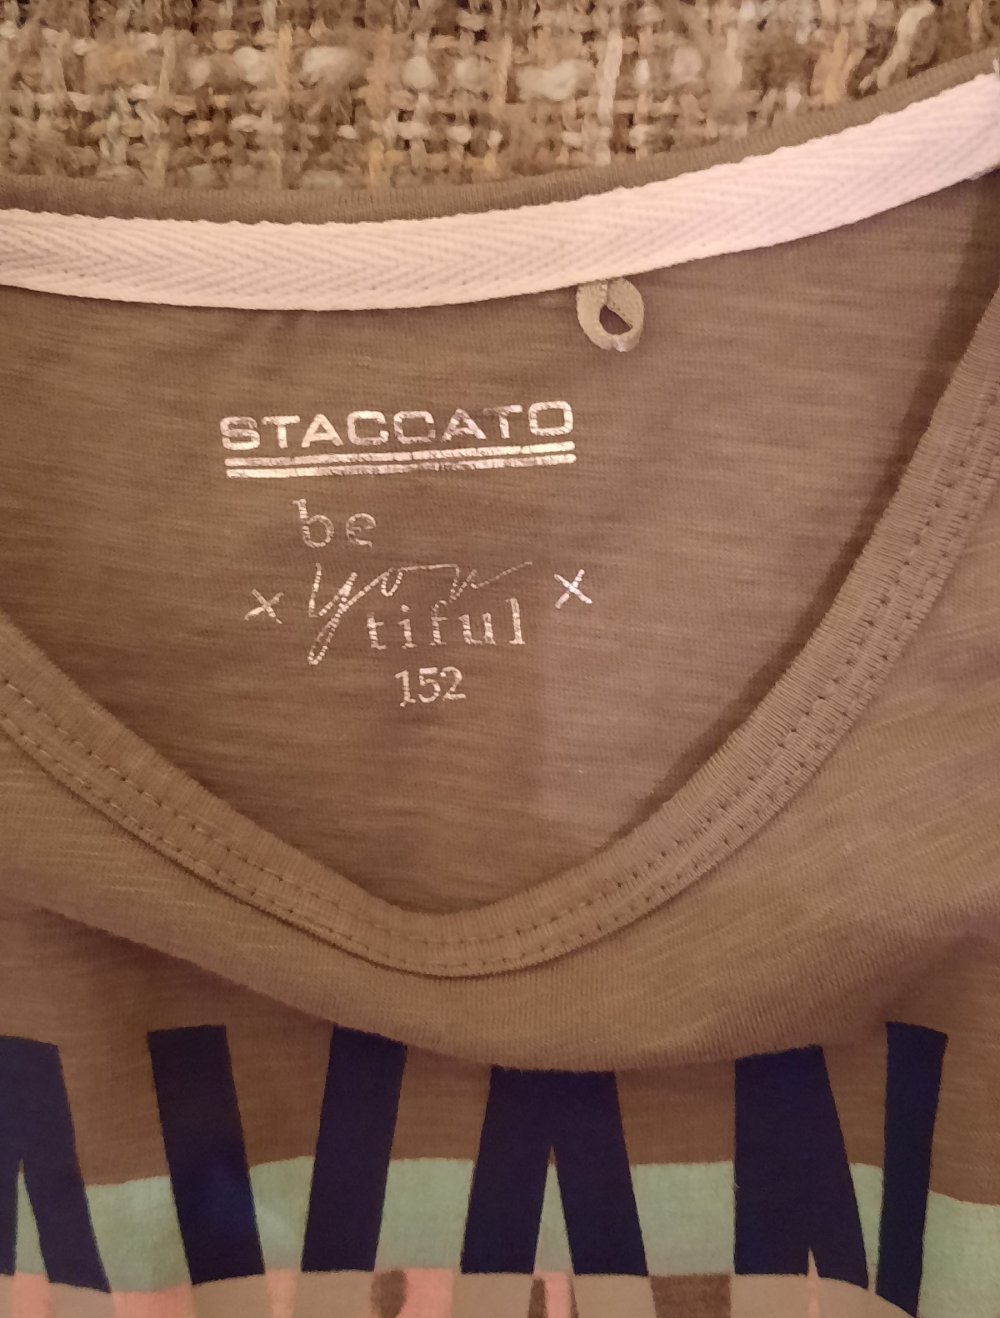 STACCATO
be
x you x
tiful
152